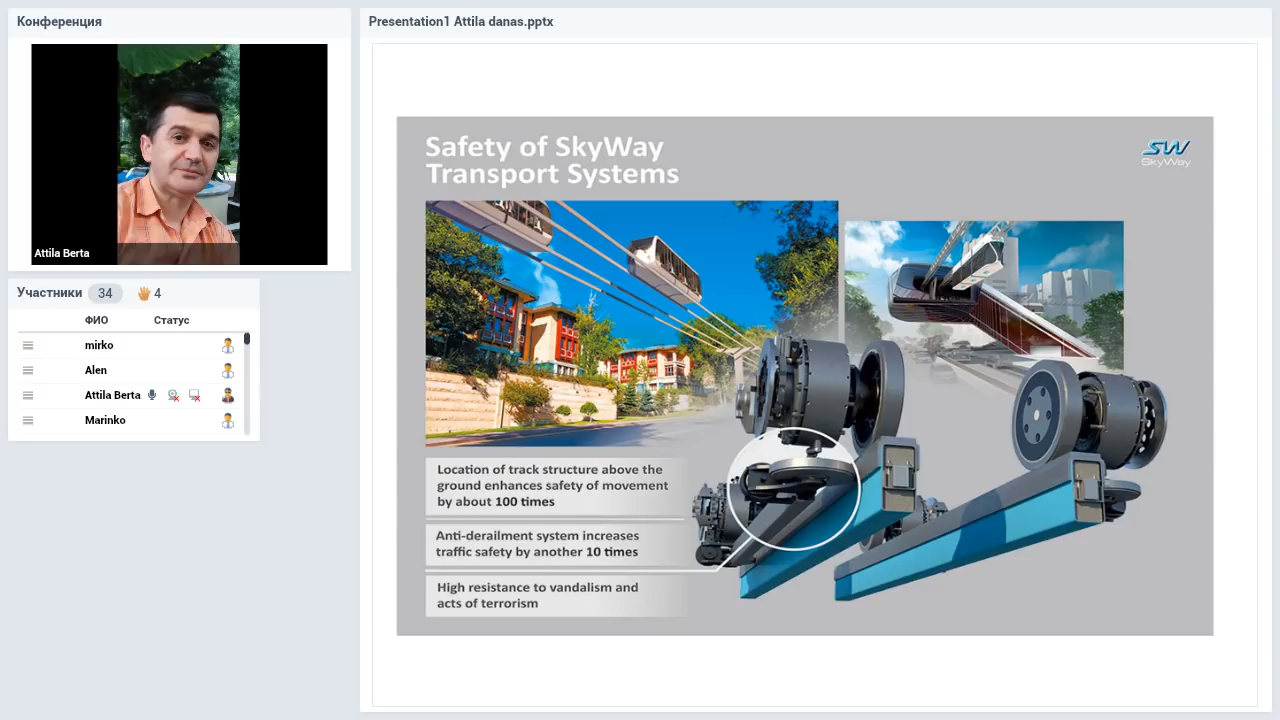 Конференция
Attila Berta
Участники 34 4
ФИО Статус
mirko
Alen
Attila Berta
Marinko
Presentation1 Attila danas.pptx
Safety of SkyWay
Transport Systems
SW
SkyWay
Location of track structure above the
ground enhances safety of movement
by about 100 times
Anti-derailment system increases
traffic safety by another 10 times
High resistance to vandalism and
acts of terrorism